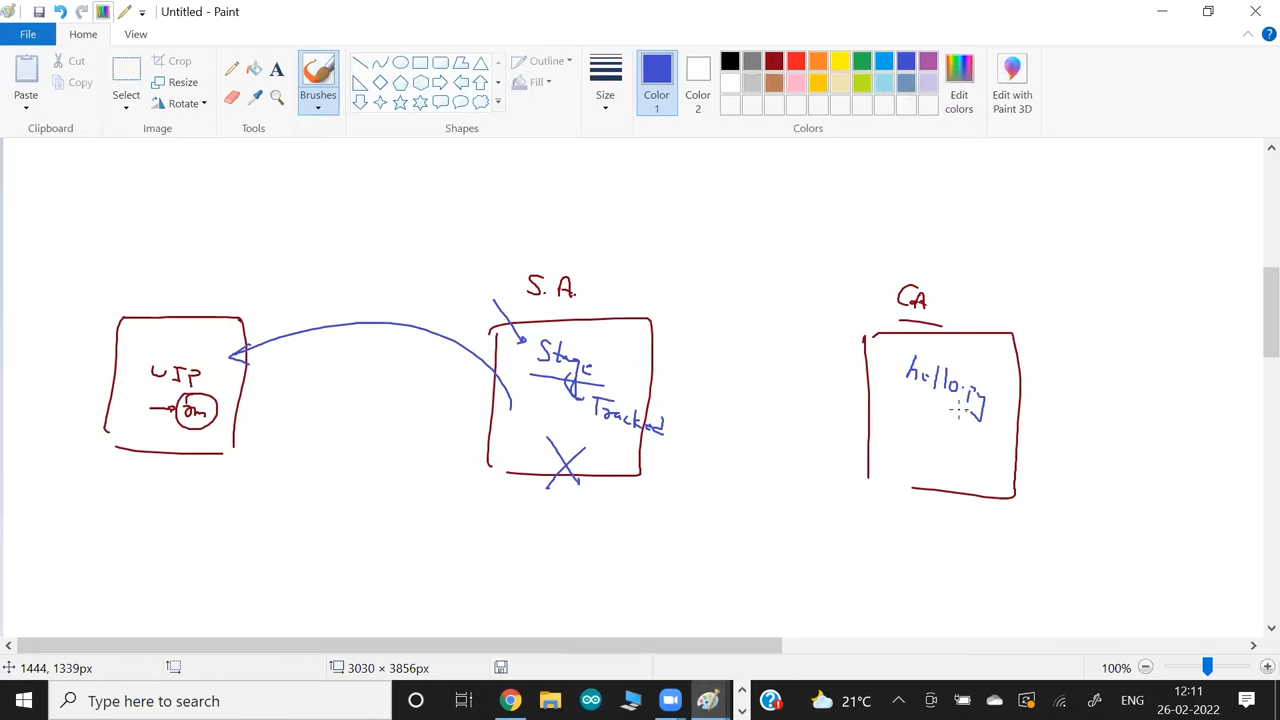 Untitled - Paint
File Home View
Paste
Cut
Copy
Clipboard
Select
Crop
Resize
Rotate
Image
A
Tools
Brushes
Outline
Fill
Shapes
Size
Color 1
Color 2
Edit colors
Colors
Edit with Paint 3D
S. A.
CA
WIP
Stage
Tracked
hello.py
1444, 1339px
3030 × 3856px
100%
Type here to search
21°C
ENG
12:11
26-02-2022